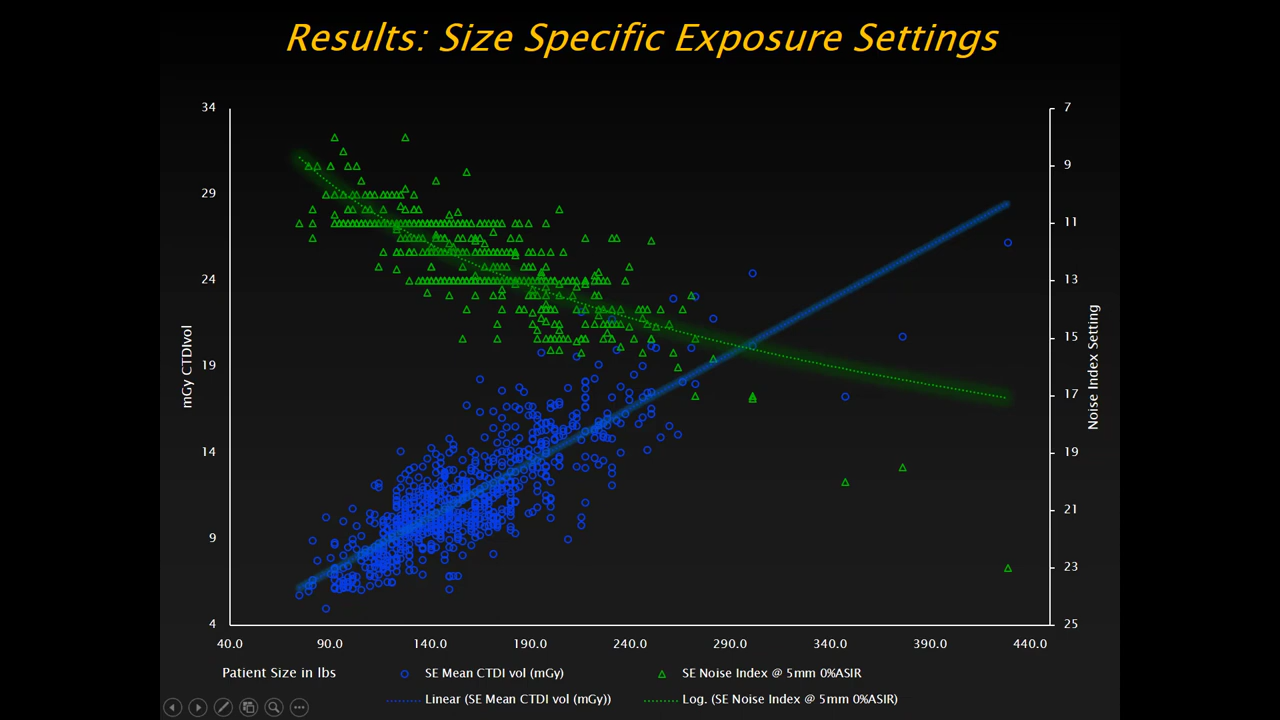 Results: Size Specific Exposure Settings
34
29
24
19
14
9
4
mGy CTDIvol
7
9
11
13
15
17
19
21
23
25
Noise Index Setting
40.0 90.0 140.0 190.0 240.0 290.0 340.0 390.0 440.0
Patient Size in lbs
SE Mean CTDI vol (mGy)
SE Noise Index @ 5mm 0%ASIR
Linear (SE Mean CTDI vol (mGy))
Log. (SE Noise Index @ 5mm 0%ASIR)